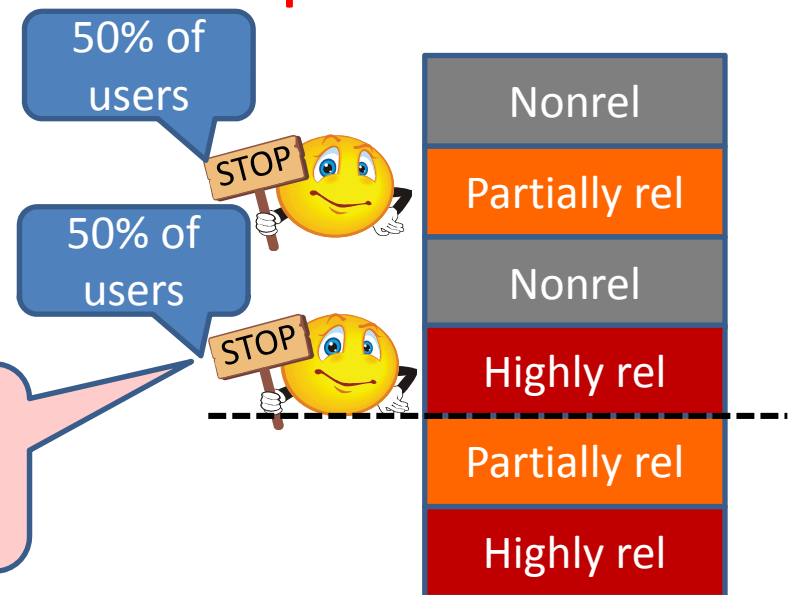 50% of
users
STOP
50% of
users
STOP
Nonrel
Partially rel
Nonrel
Highly rel
Partially rel
Highly rel